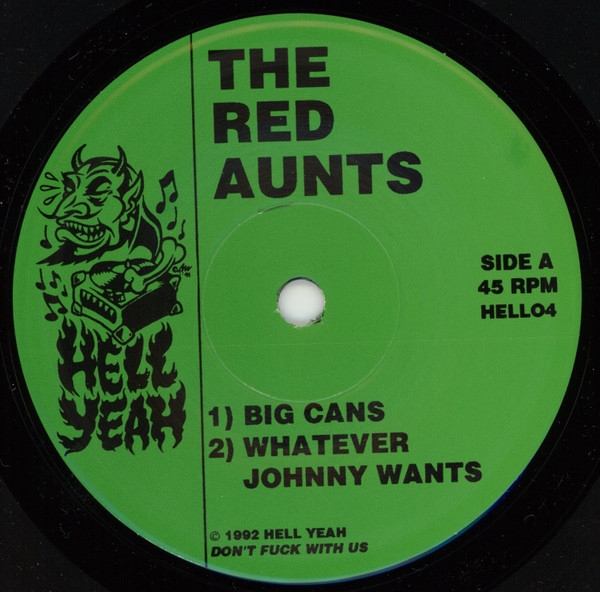 THE
RED
AUNTS
HELL
YEAH
SIDE A
45 RPM
HELLO4
1) BIG CANS
2) WHATEVER
JOHNNY WANTS
© 1992 HELL YEAH
DON'T FUCK WITH US